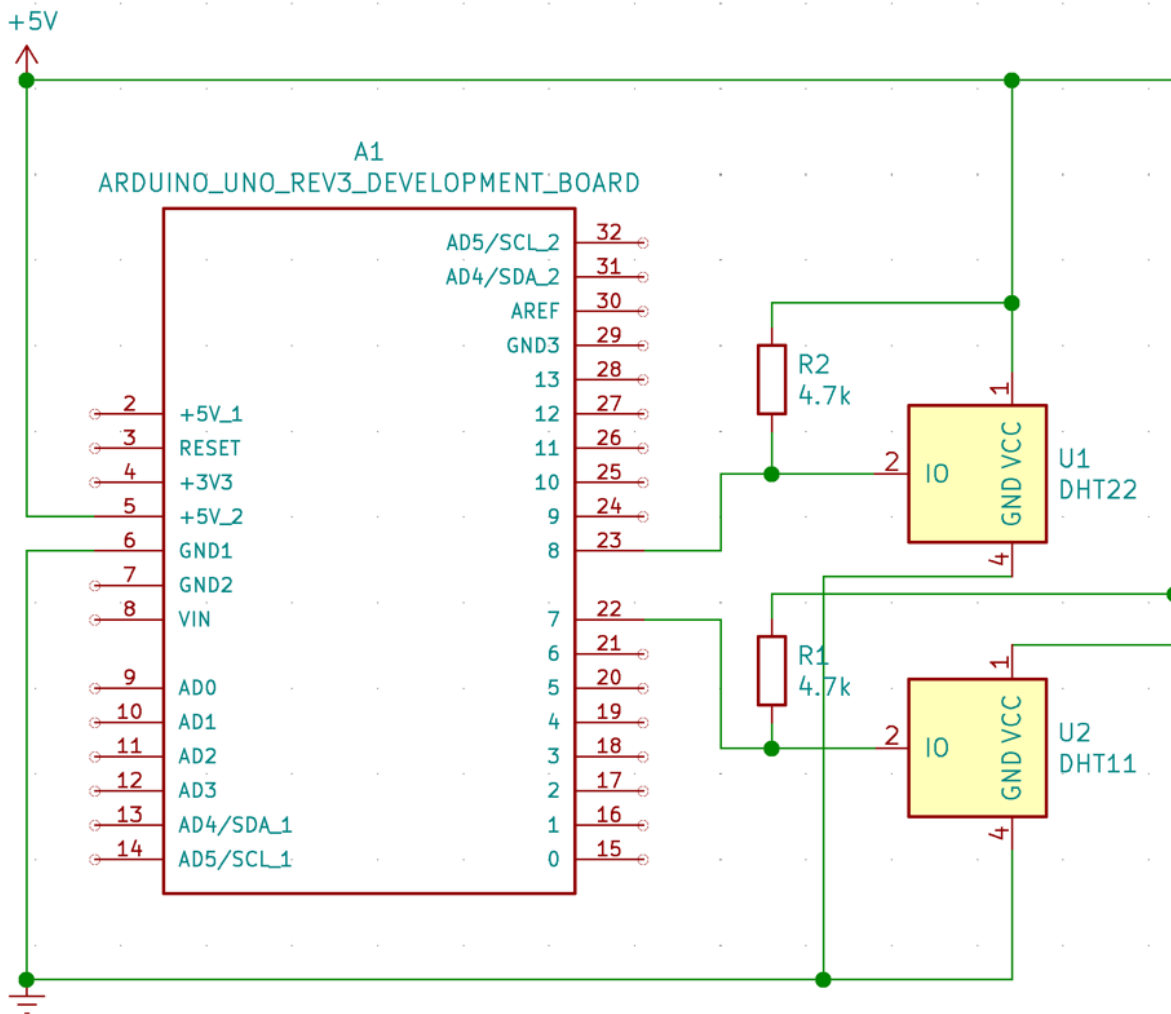 +5V
A1
ARDUINO_UNO_REV3_DEVELOPMENT_BOARD
AD5/SCL_2 32
AD4/SDA_2 31
AREF 30
GND3 29
13 28
2 +5V_1 12 27
3 RESET 11 26
4 +3V3 10 25
5 +5V_2 9 24
6 GND1 8 23
7 GND2
8 VIN 7 22
6 21
9 AD0 5 20
10 AD1 4 19
11 AD2 3 18
12 AD3 2 17
13 AD4/SDA_1 1 16
14 AD5/SCL_1 0 15
R2
4.7k
1
VCC
GND
2 IO
4
U1
DHT22
R1
4.7k
1
VCC
GND
2 IO
4
U2
DHT11